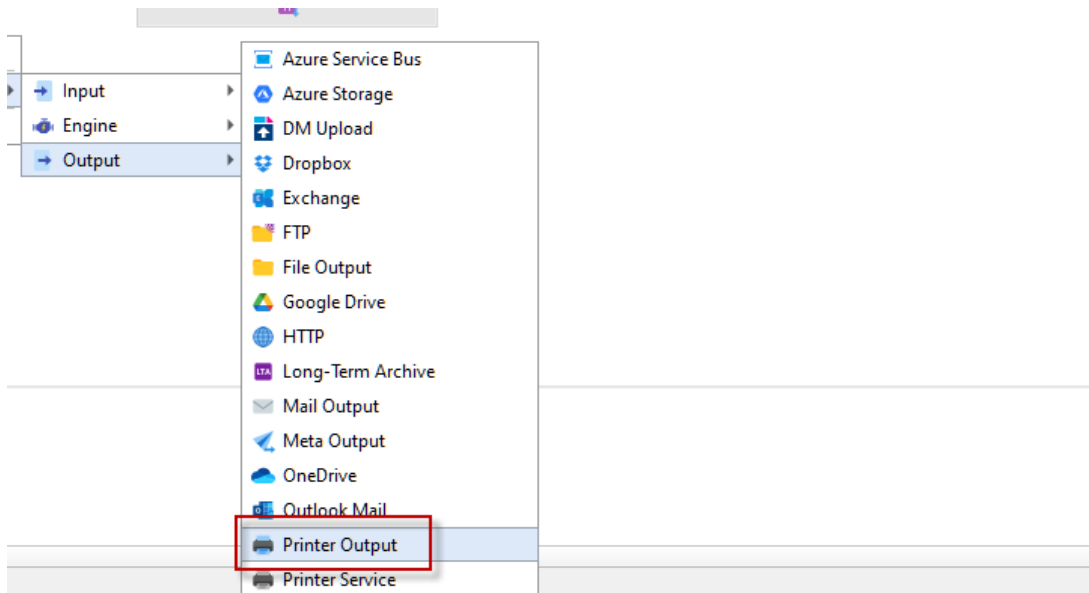 Input
Engine
Output
Azure Service Bus
Azure Storage
DM Upload
Dropbox
Exchange
FTP
File Output
Google Drive
HTTP
LTA Long-Term Archive
Mail Output
Meta Output
OneDrive
Outlook Mail
Printer Output
Printer Service